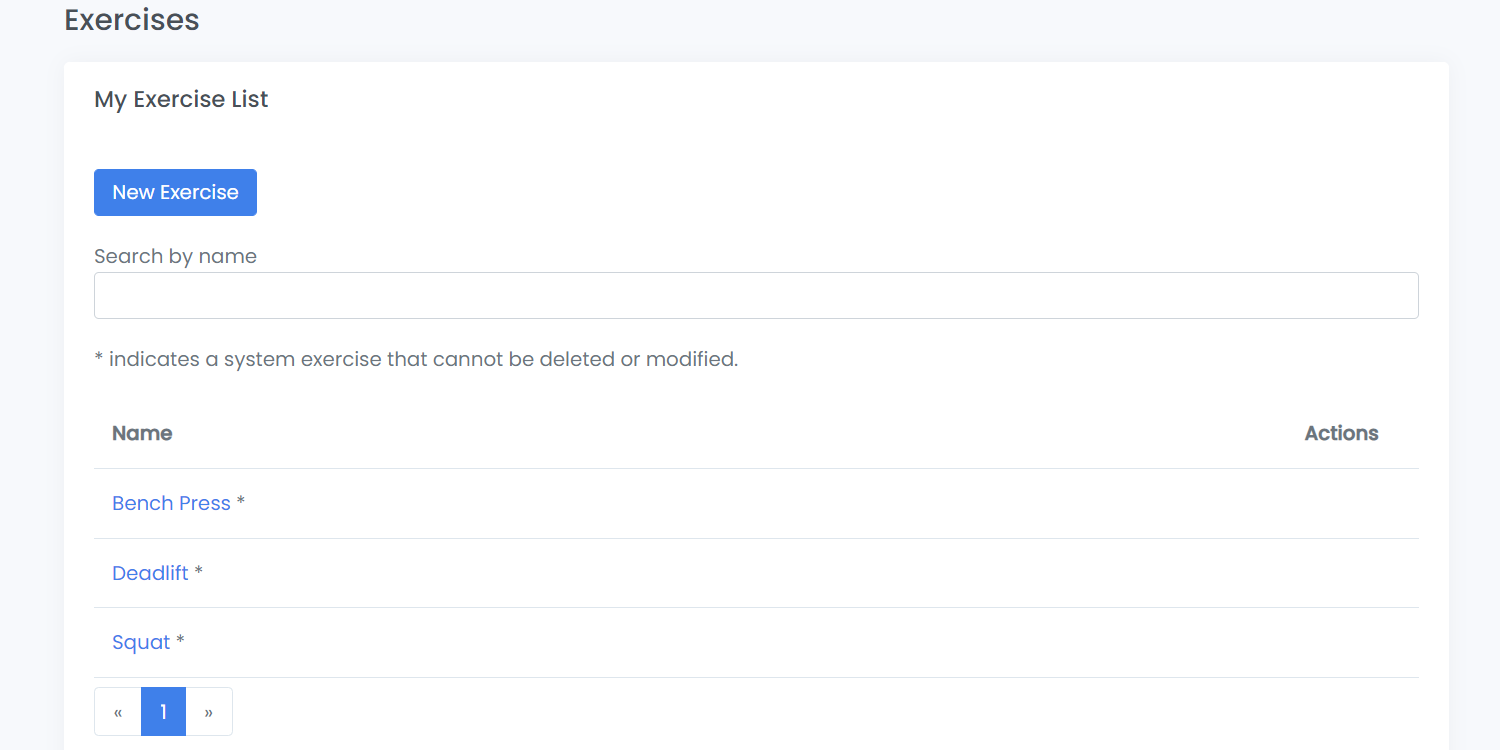 Exercises
My Exercise List
New Exercise
Search by name
* indicates a system exercise that cannot be deleted or modified.
Name Actions
Bench Press *
Deadlift *
Squat *
« 1 »